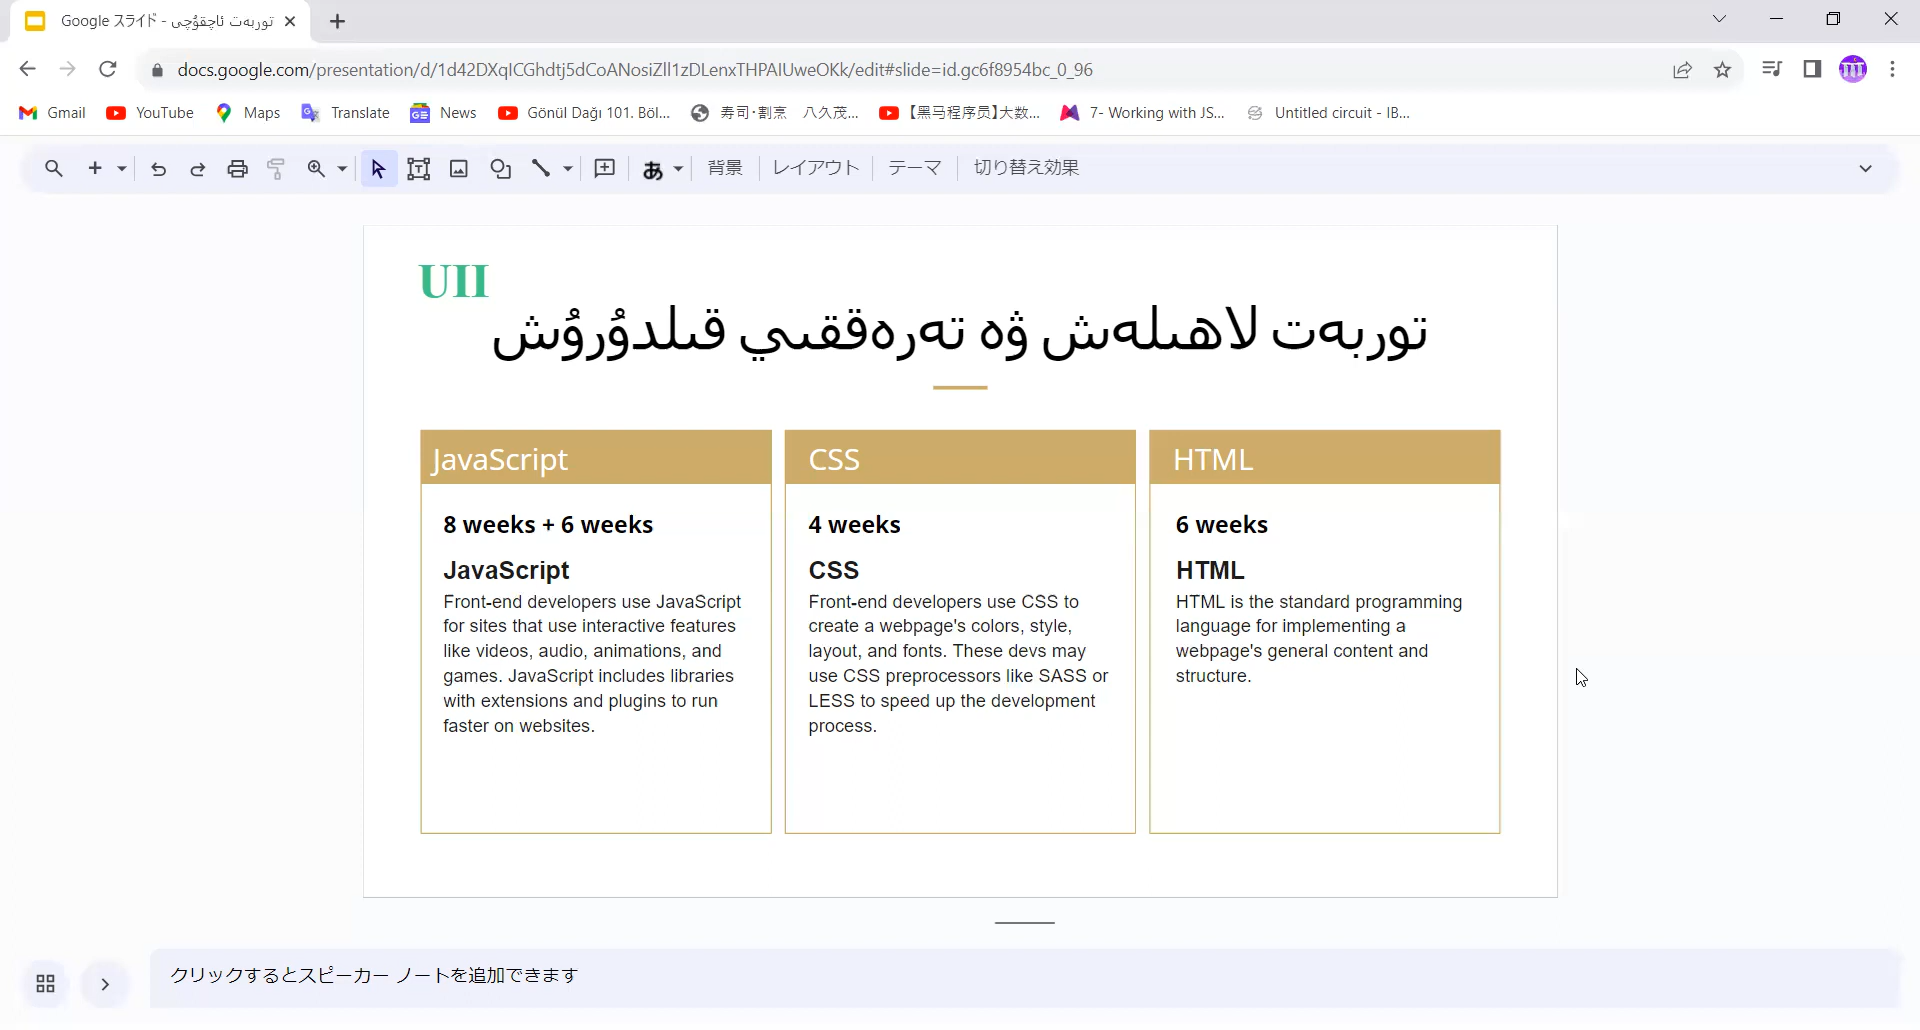 Google スライド - توربەت ئاچقۇچى
docs.google.com/presentation/d/1d42DXqICGhdtj5dCoANosiZll1zDLenxTHPAlUweOKk/edit#slide=id.gc6f8954bc_0_96
Gmail
YouTube
Maps
Translate
News
Gönül Dağı 101. Böl...
寿司·割烹 八久茂...
【黑马程序员】大数...
7- Working with JS...
Untitled circuit - IB...
あ
背景
レイアウト
テーマ
切り替え効果
UII
توربەت لاھىلەش ۋە تەرەققىي قىلدۇرۇش
JavaScript
8 weeks + 6 weeks
JavaScript
Front-end developers use JavaScript
for sites that use interactive features
like videos, audio, animations, and
games. JavaScript includes libraries
with extensions and plugins to run
faster on websites.
CSS
4 weeks
CSS
Front-end developers use CSS to
create a webpage's colors, style,
layout, and fonts. These devs may
use CSS preprocessors like SASS or
LESS to speed up the development
process.
HTML
6 weeks
HTML
HTML is the standard programming
language for implementing a
webpage's general content and
structure.
クリックするとスピーカー ノートを追加できます